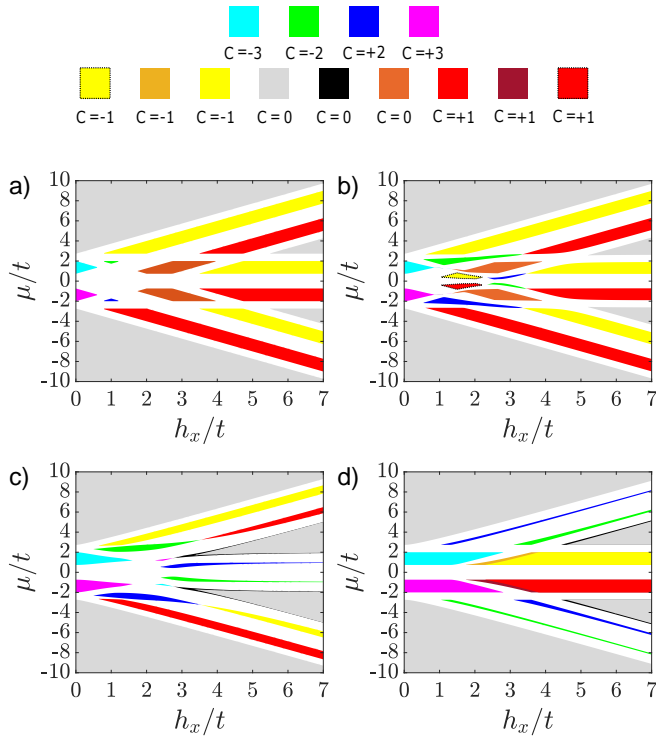 C=-3 C=-2 C=+2 C=+3
C=-1 C=-1 C=-1 C=0 C=0 C=0 C=+1 C=+1 C=+1
a) b)
10 8 6 4 2 0 -2 -4 -6 -8 -10
μ/t
0 1 2 3 4 5 6 7
h_x/t
10 8 6 4 2 0 -2 -4 -6 -8 -10
μ/t
0 1 2 3 4 5 6 7
h_x/t
c) d)
10 8 6 4 2 0 -2 -4 -6 -8 -10
μ/t
0 1 2 3 4 5 6 7
h_x/t
10 8 6 4 2 0 -2 -4 -6 -8 -10
μ/t
0 1 2 3 4 5 6 7
h_x/t